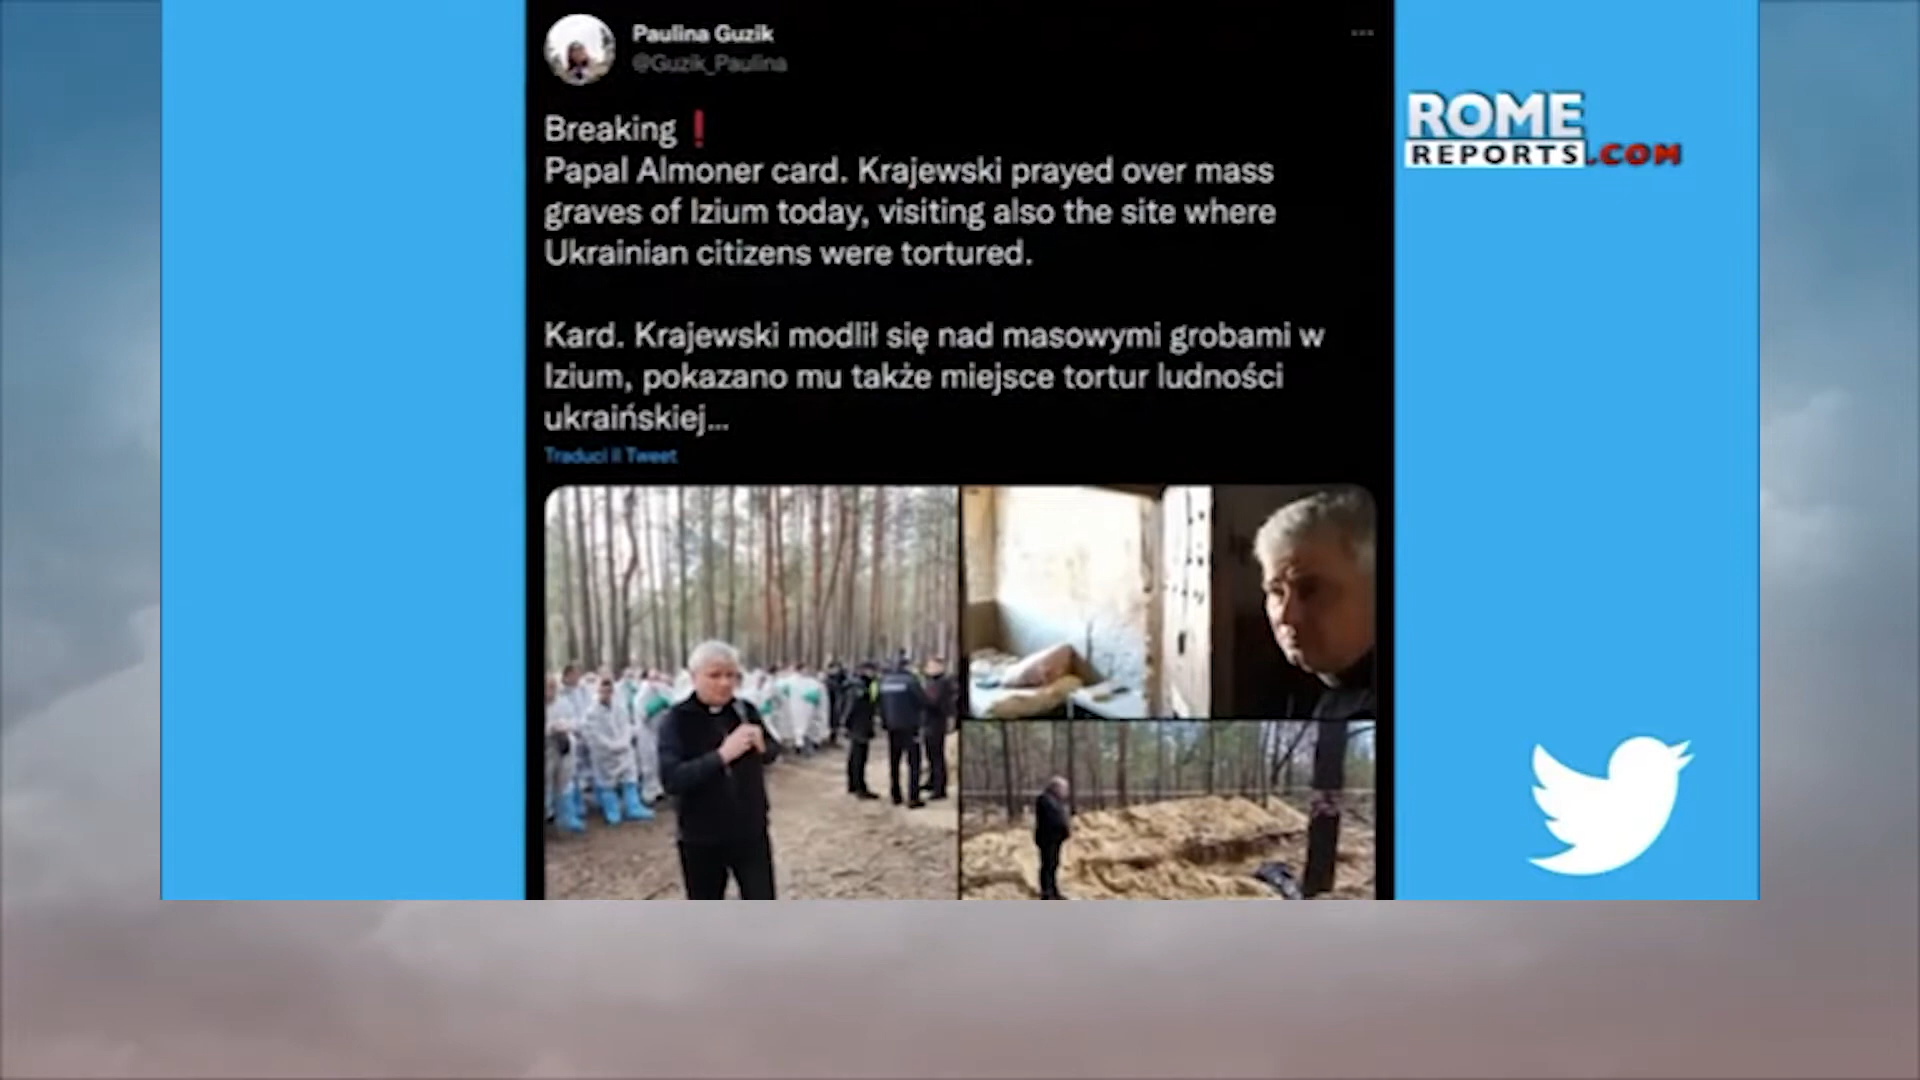 Paulina Guzik
@Guzik_Paulina
Breaking❗
Papal Almoner card. Krajewski prayed over mass
graves of Izium today, visiting also the site where
Ukrainian citizens were tortured.
Kard. Krajewski modlił się nad masowymi grobami w
Izium, pokazano mu także miejsce tortur ludności
ukraińskiej...
Traduci il Tweet
ROME
REPORTS.COM